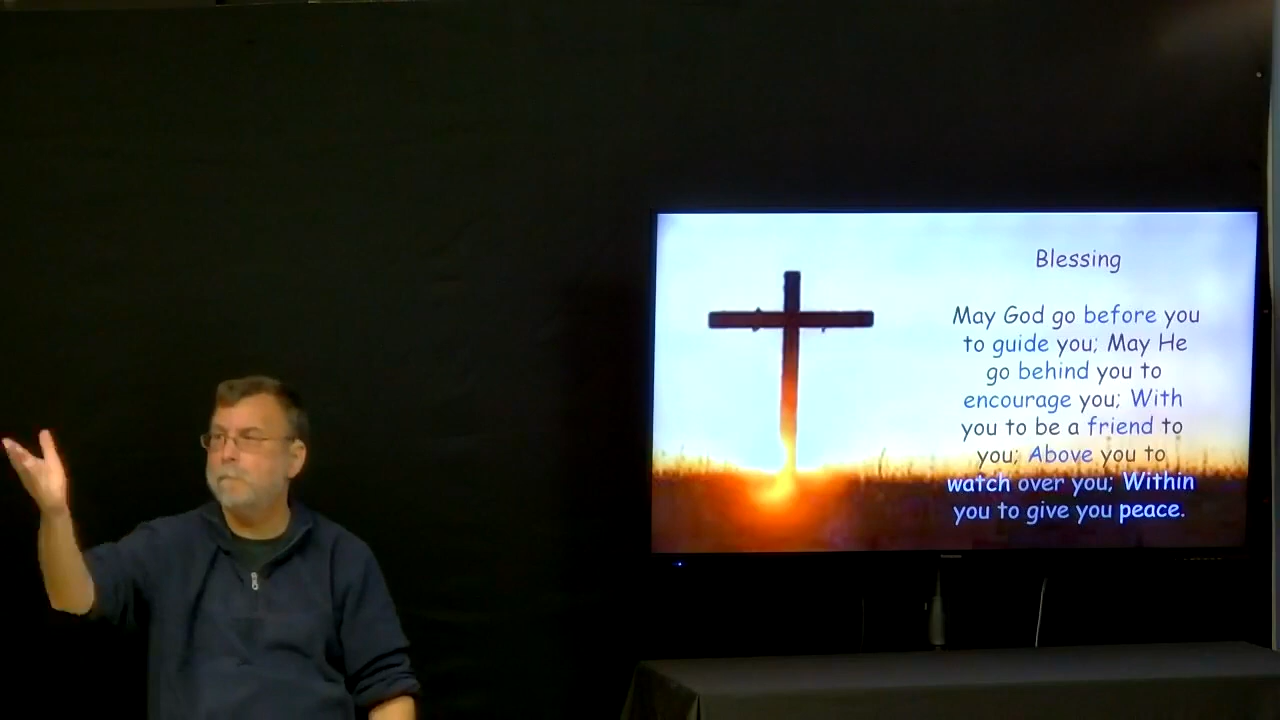 Blessing
May God go before you
to guide you; May He
go behind you to
encourage you; With
you to be a friend to
you; Above you to
watch over you; Within
you to give you peace.